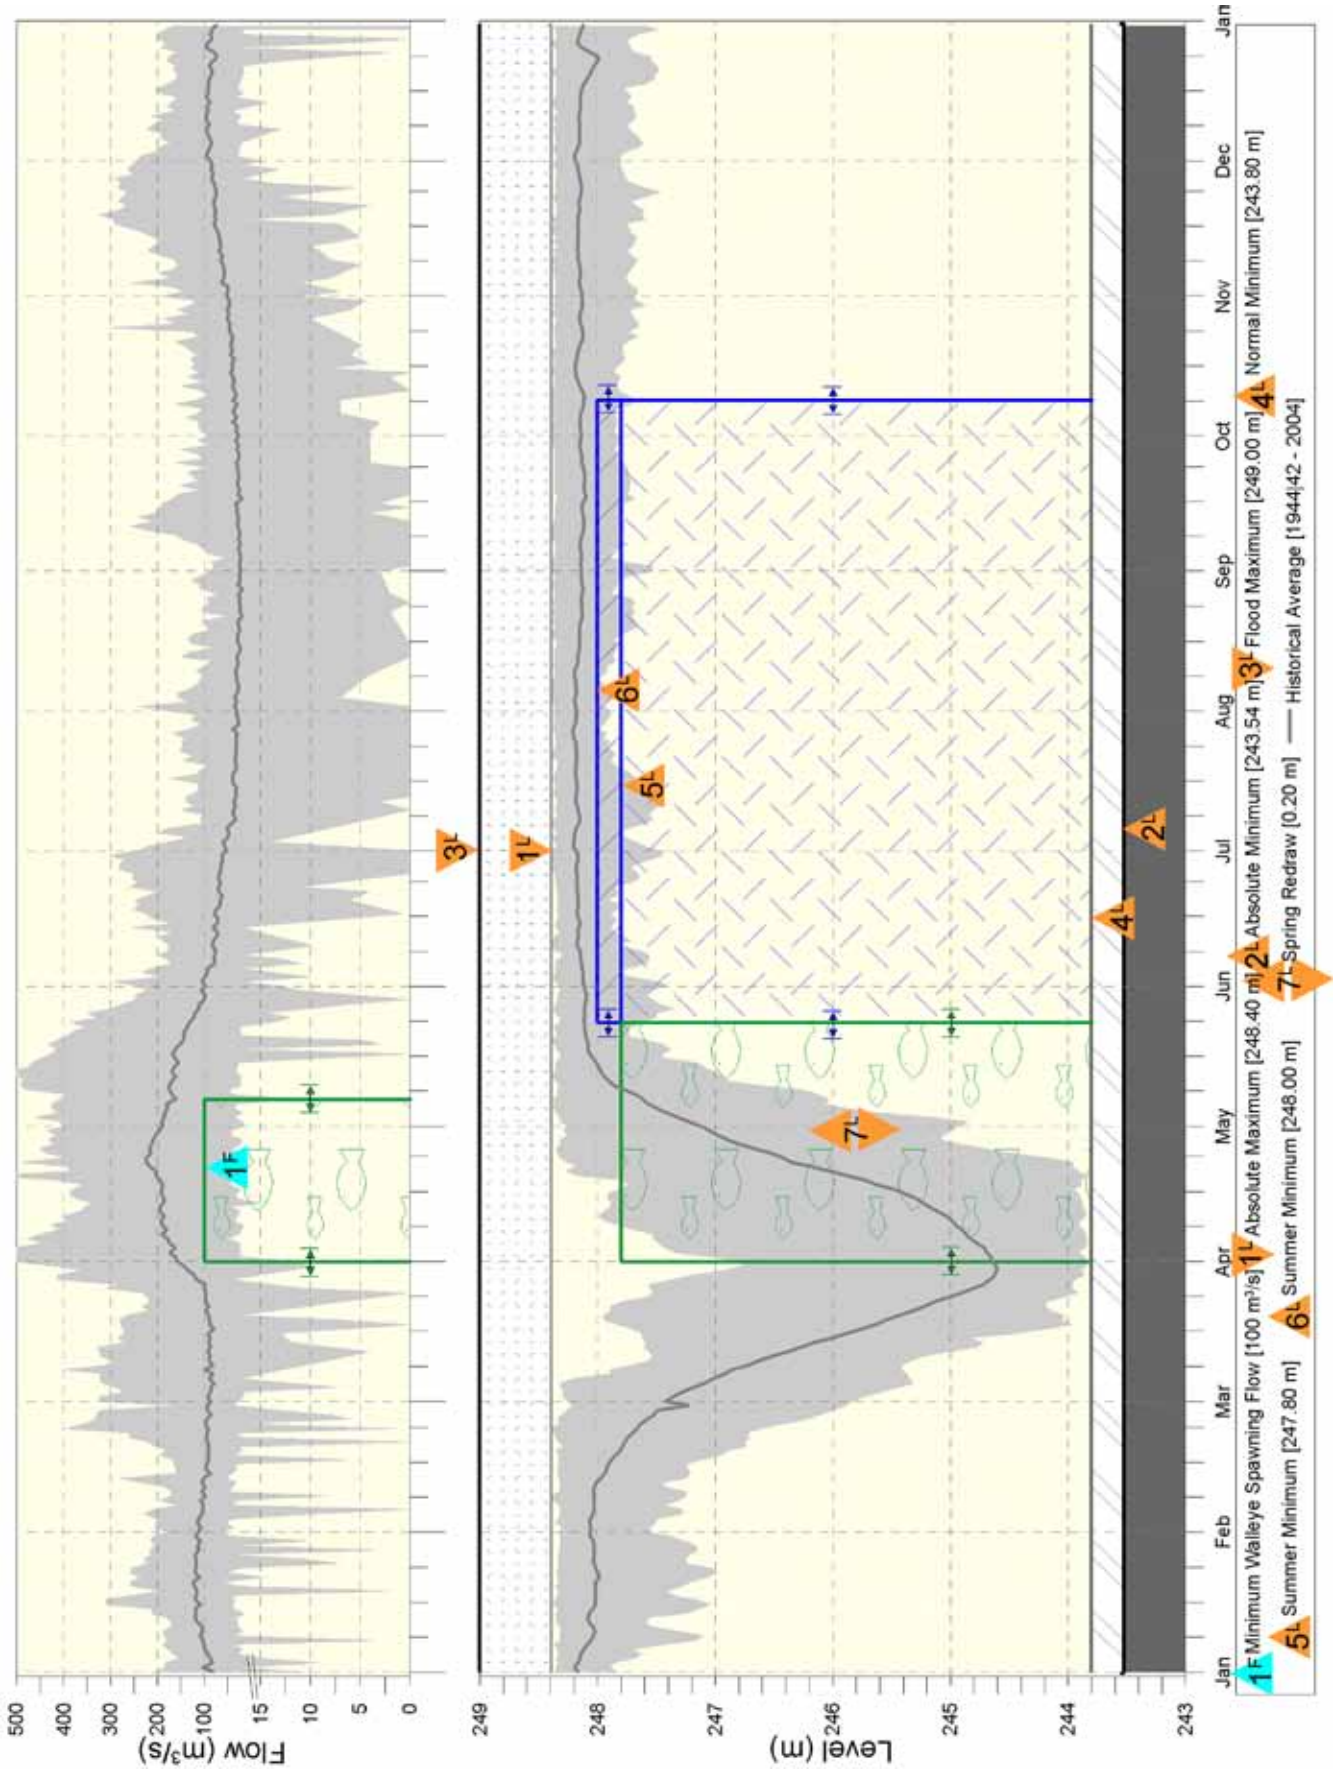 Flow (m³/s)
500
400
300
200
100
15
10
5
0
1F
3L
1L
6L
5L
7L
4L
2L
Level (m)
249
248
247
246
245
244
243
Jan Feb Mar Apr May Jun Jul Aug Sep Oct Nov Dec Jan
1F Minimum Walleye Spawning Flow [100 m³/s] 1L Absolute Maximum [248.40 m] 2L Absolute Minimum [243.54 m] 3L Flood Maximum [249.00 m] 4L Normal Minimum [243.80 m]
5L Summer Minimum [247.80 m] 6L Summer Minimum [248.00 m] 7L Spring Redraw [0.20 m] Historical Average [1944|42 - 2004]